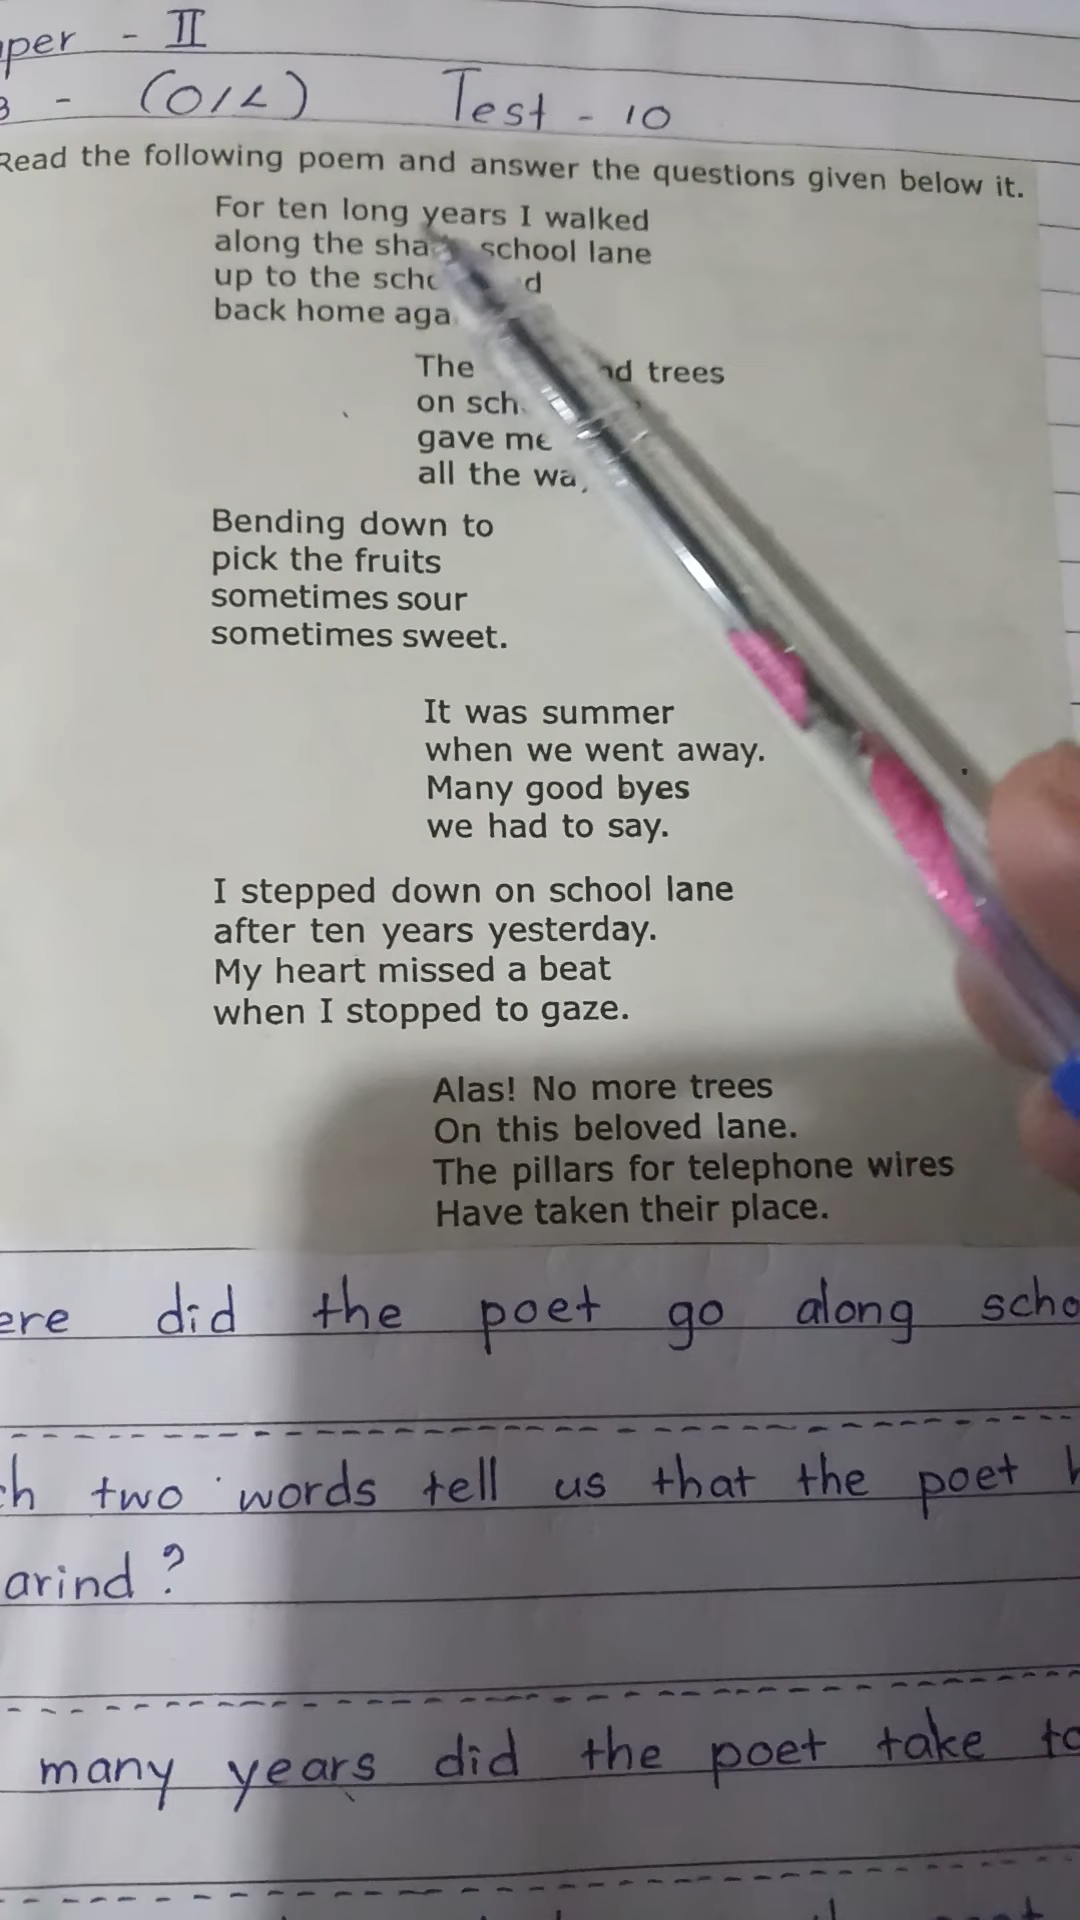 per - II
3 - (O/L) Test - 10
Read the following poem and answer the questions given below it.
For ten long years I walked
along the sha school lane
up to the scho d
back home aga
The nd trees
on sch
gave me
all the wa
Bending down to
pick the fruits
sometimes sour
sometimes sweet.
It was summer
when we went away.
Many good byes
we had to say.
I stepped down on school lane
after ten years yesterday.
My heart missed a beat
when I stopped to gaze.
Alas! No more trees
On this beloved lane.
The pillars for telephone wires
Have taken their place.
ere did the poet go along scho
ch two words tell us that the poet h
arind ?
many years did the poet take to